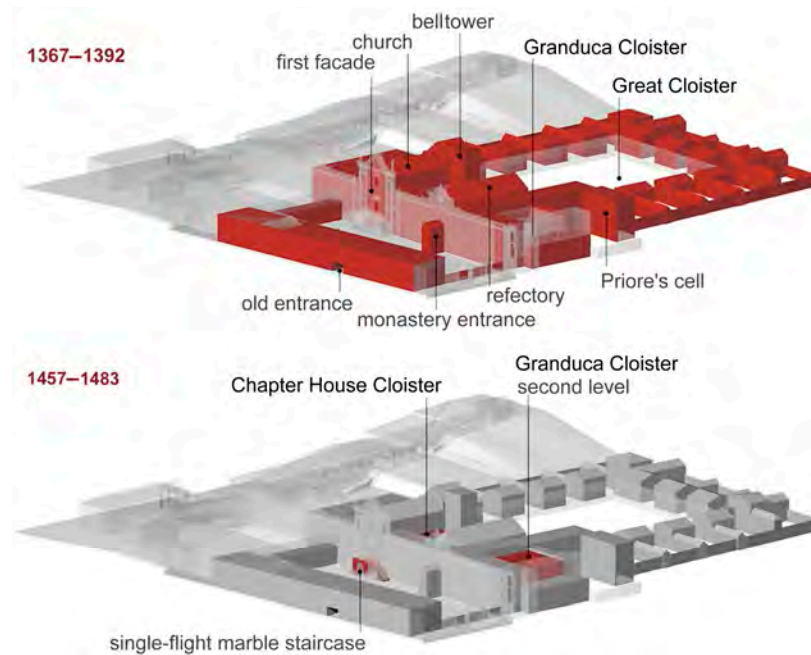 1367–1392
belltower
church
first facade
Granduca Cloister
Great Cloister
old entrance
monastery entrance
refectory
Priore's cell
1457–1483
Chapter House Cloister
Granduca Cloister
second level
single-flight marble staircase